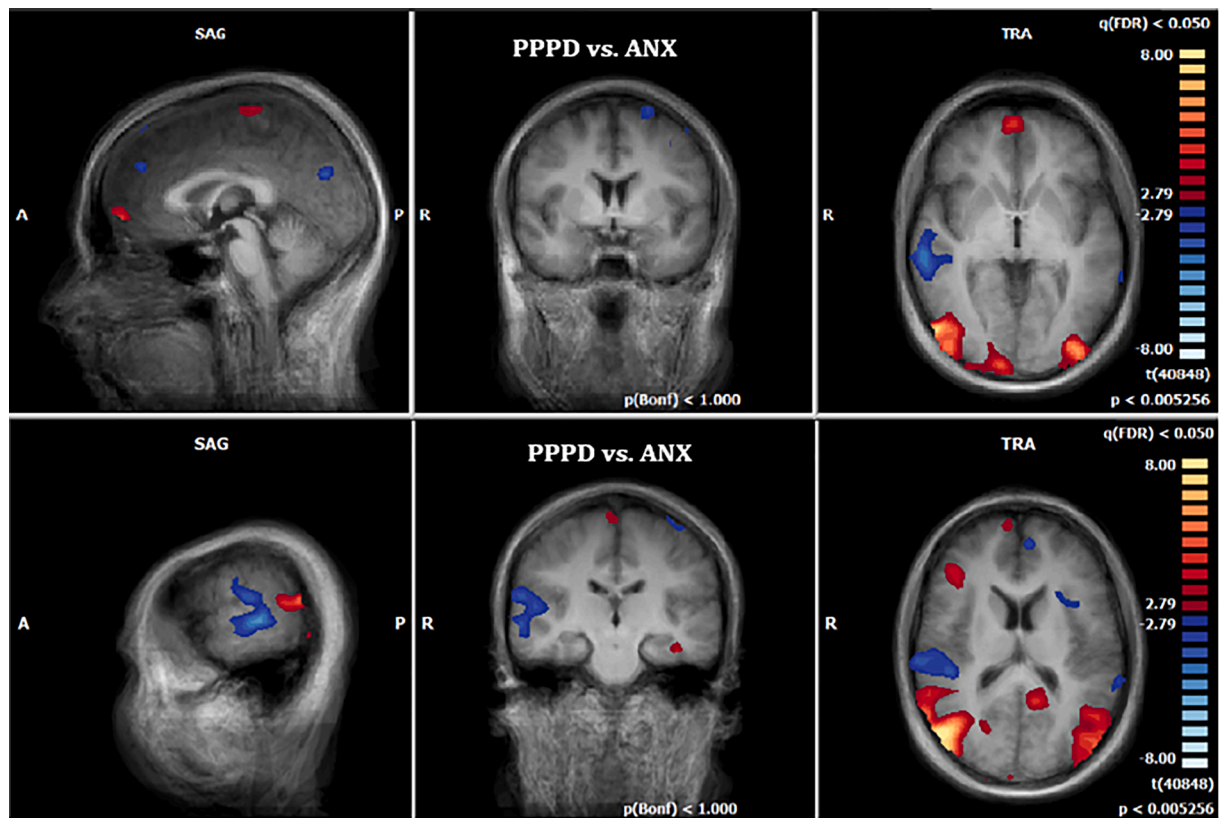 SAG
PPPD vs. ANX
TRA
q(FDR) < 0.050
8.00
A
P
R
R
2.79
-2.79
-8.00
t(40848)
p(Bonf) < 1.000
p < 0.005256
SAG
PPPD vs. ANX
TRA
q(FDR) < 0.050
8.00
A
P
R
R
2.79
-2.79
-8.00
t(40848)
p(Bonf) < 1.000
p < 0.005256